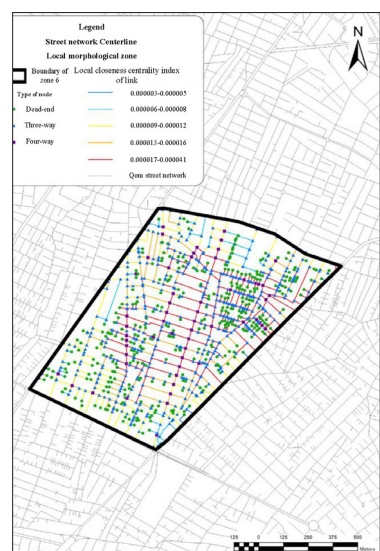 Legend
Street network Centerline
Local morphological zone
Boundary of zone 6
Local closeness centrality index of link
Type of node
0.000003-0.000005
Dead-end
0.000006-0.000008
Three-way
0.000009-0.000012
Four-way
0.000013-0.000016
0.000017-0.000041
Qom street network
N
125 0 125 250 375 500
Meters